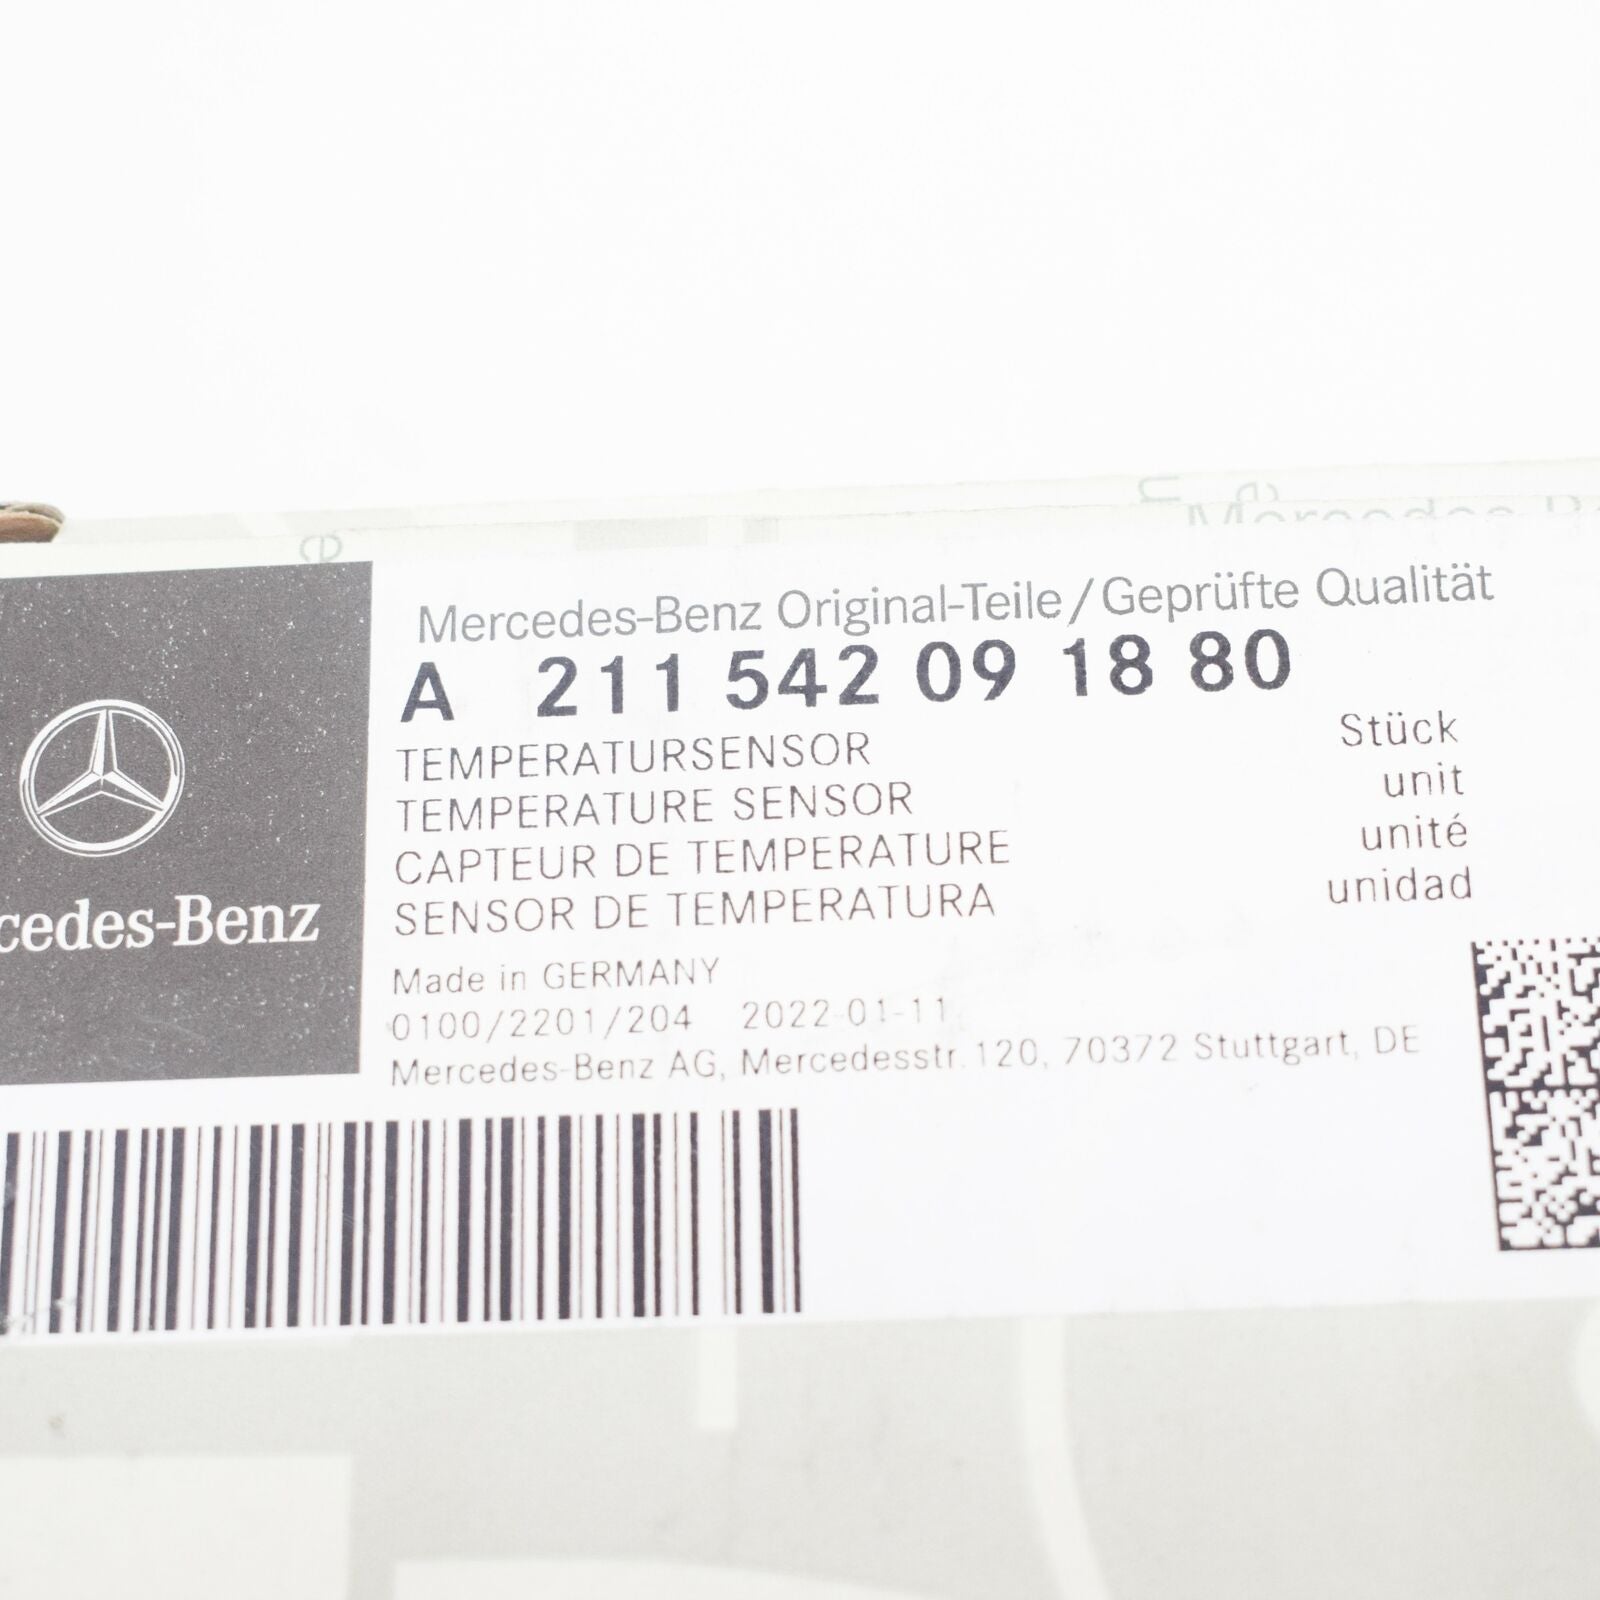 Mercedes-Benz Original-Teile/Geprüfte Qualität
A 211 542 09 18 80
TEMPERATURSENSOR Stück
TEMPERATURE SENSOR unit
CAPTEUR DE TEMPERATURE unité
SENSOR DE TEMPERATURA unidad
cedes-Benz
Made in GERMANY
0100/2201/204 2022-01-11
Mercedes-Benz AG, Mercedesstr. 120, 70372 Stuttgart, DE